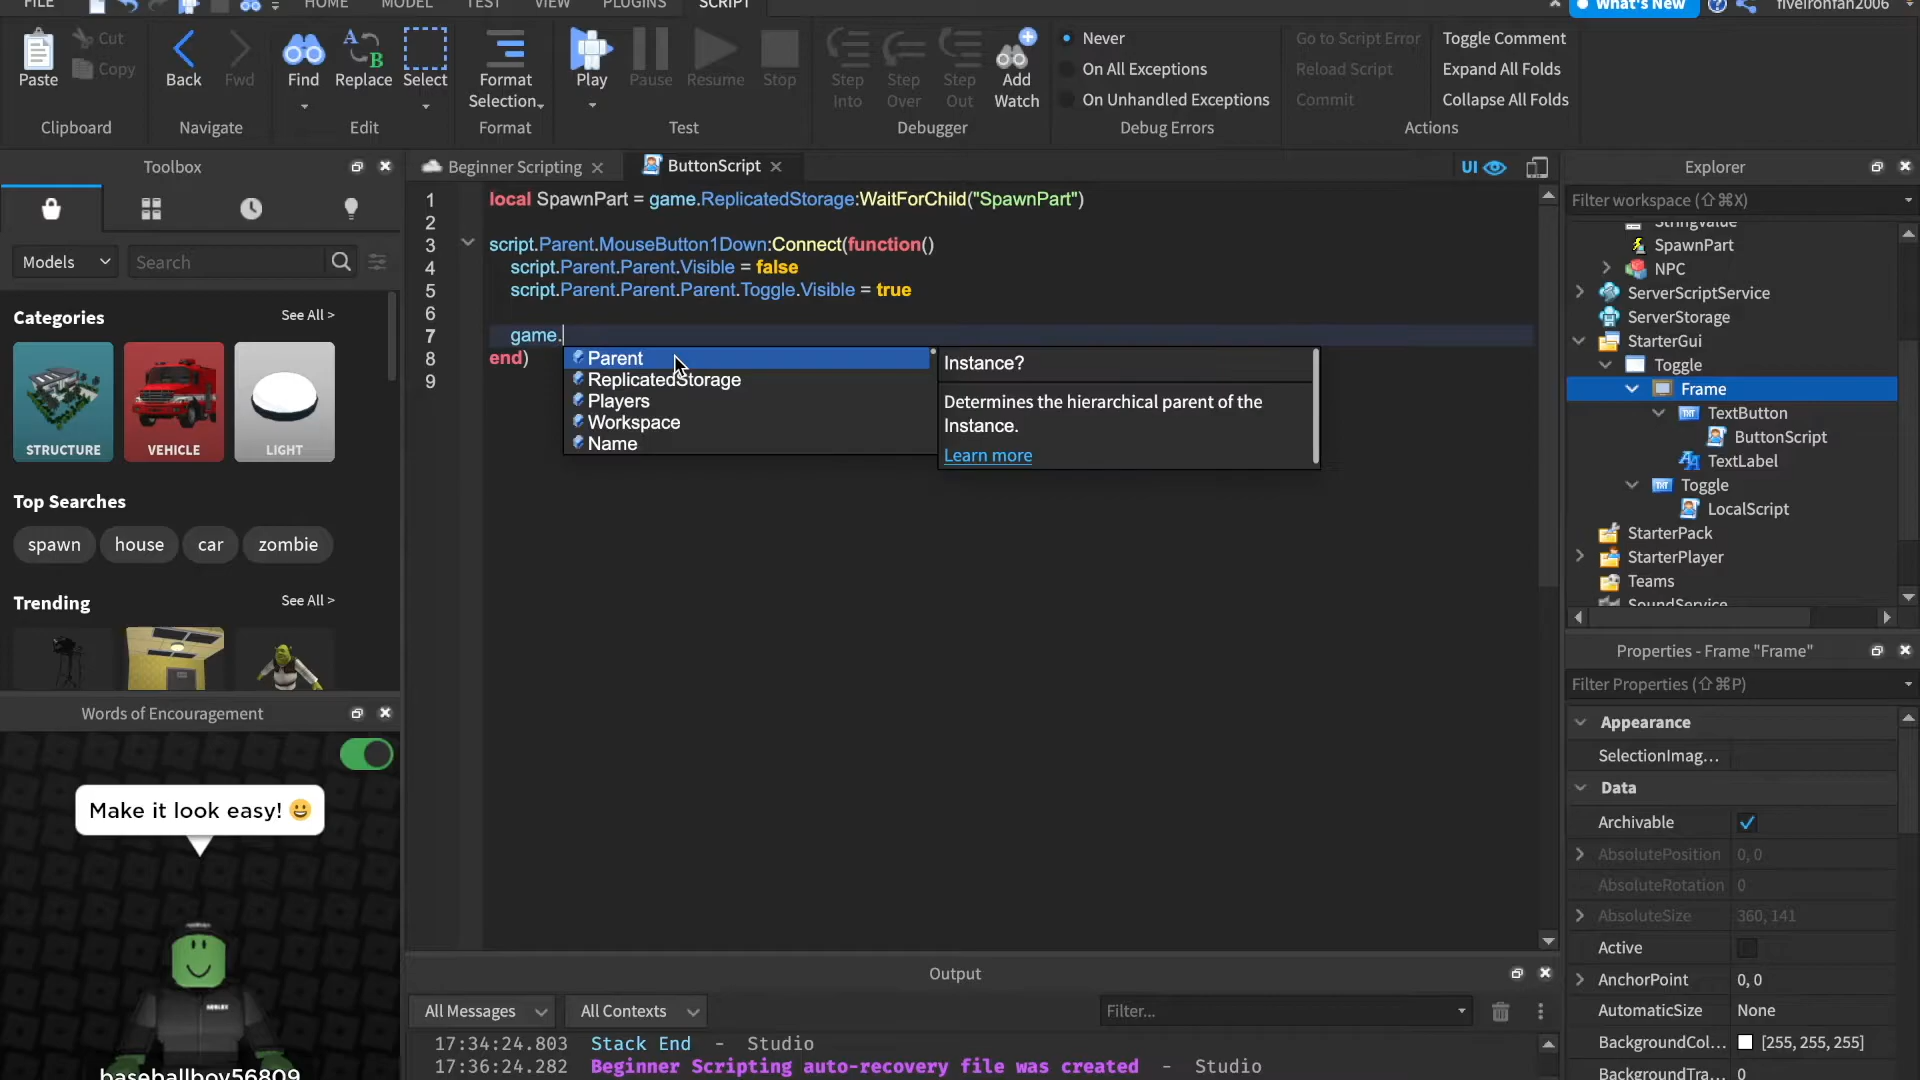 FILE
HOME
MODEL
TEST
VIEW
PLUGINS
SCRIPT
What's New
fiveironfan2006
Paste
Cut
Copy
Clipboard
Back
Fwd
Navigate
Find
Replace
Select
Edit
Format
Selection
Format
Play
Pause
Resume
Stop
Test
Step
Into
Step
Over
Step
Out
Add
Watch
Debugger
Never
On All Exceptions
On Unhandled Exceptions
Debug Errors
Go to Script Error
Reload Script
Commit
Toggle Comment
Expand All Folds
Collapse All Folds
Actions
Toolbox
Models
Search
Categories
See All >
STRUCTURE
VEHICLE
LIGHT
Top Searches
spawn
house
car
zombie
Trending
See All >
Words of Encouragement
Make it look easy! 😀
baseballboy56809
Beginner Scripting
ButtonScript
UI
1 local SpawnPart = game.ReplicatedStorage:WaitForChild("SpawnPart")
2
3 script.Parent.MouseButton1Down:Connect(function()
4 script.Parent.Parent.Visible = false
5 script.Parent.Parent.Parent.Toggle.Visible = true
6
7 game.
8 end)
9
Parent
ReplicatedStorage
Players
Workspace
Name
Instance?
Determines the hierarchical parent of the
Instance.
Learn more
Output
All Messages
All Contexts
Filter...
17:34:24.803 Stack End - Studio
17:36:24.282 Beginner Scripting auto-recovery file was created - Studio
Explorer
Filter workspace (⇧⌘X)
StringValue
SpawnPart
NPC
ServerScriptService
ServerStorage
StarterGui
Toggle
Frame
TextButton
ButtonScript
TextLabel
Toggle
LocalScript
StarterPack
StarterPlayer
Teams
SoundService
Properties - Frame "Frame"
Filter Properties (⇧⌘P)
Appearance
SelectionImag...
Data
Archivable
AbsolutePosition 0, 0
AbsoluteRotation 0
AbsoluteSize 360, 141
Active
AnchorPoint 0, 0
AutomaticSize None
BackgroundCol... [255, 255, 255]
BackgroundTra... 0